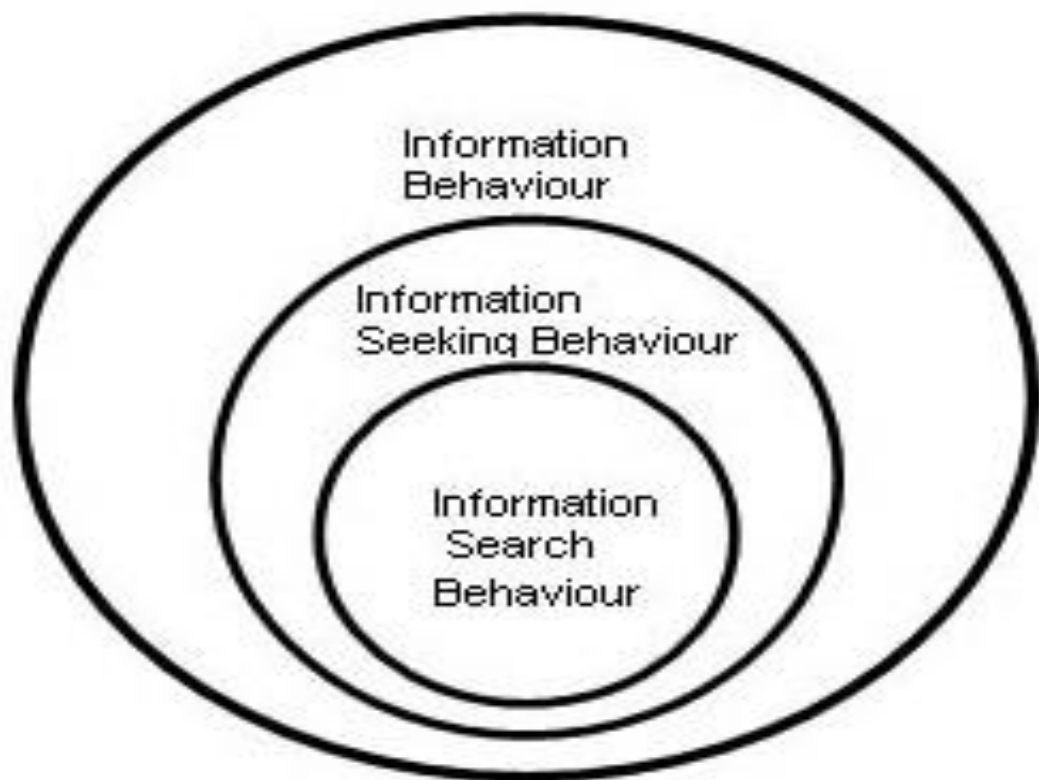 Information
Behaviour
Information
Seeking Behaviour
Information
Search
Behaviour